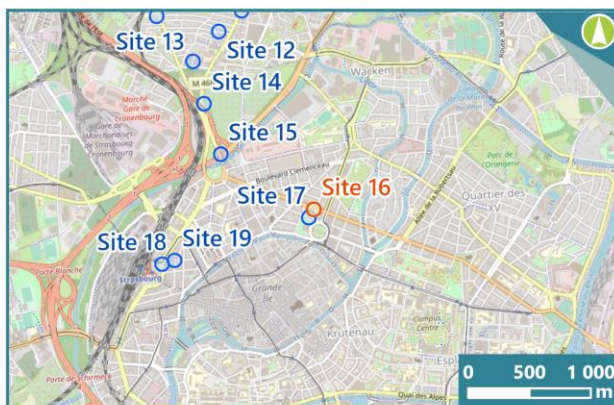 Site 13
Site 12
M 46
Site 14
Wacken
Marché-
Gare de
Cronenbourg
Gare de
Marchandises
de Strasbourg-
Cronenbourg
Site 15
Parc de
l'Orangerie
Boulevard Clemenceau
Allée de la Robertsau
Site 17
Site 16
Quartier des
XV
Site 18
Site 19
Porte Blanche
Strasbourg
Grande
Île
Krutenau
Campus
Centre
Espl
Porte de Schirmeck
Quai des Alpes
0 500 1 000
m